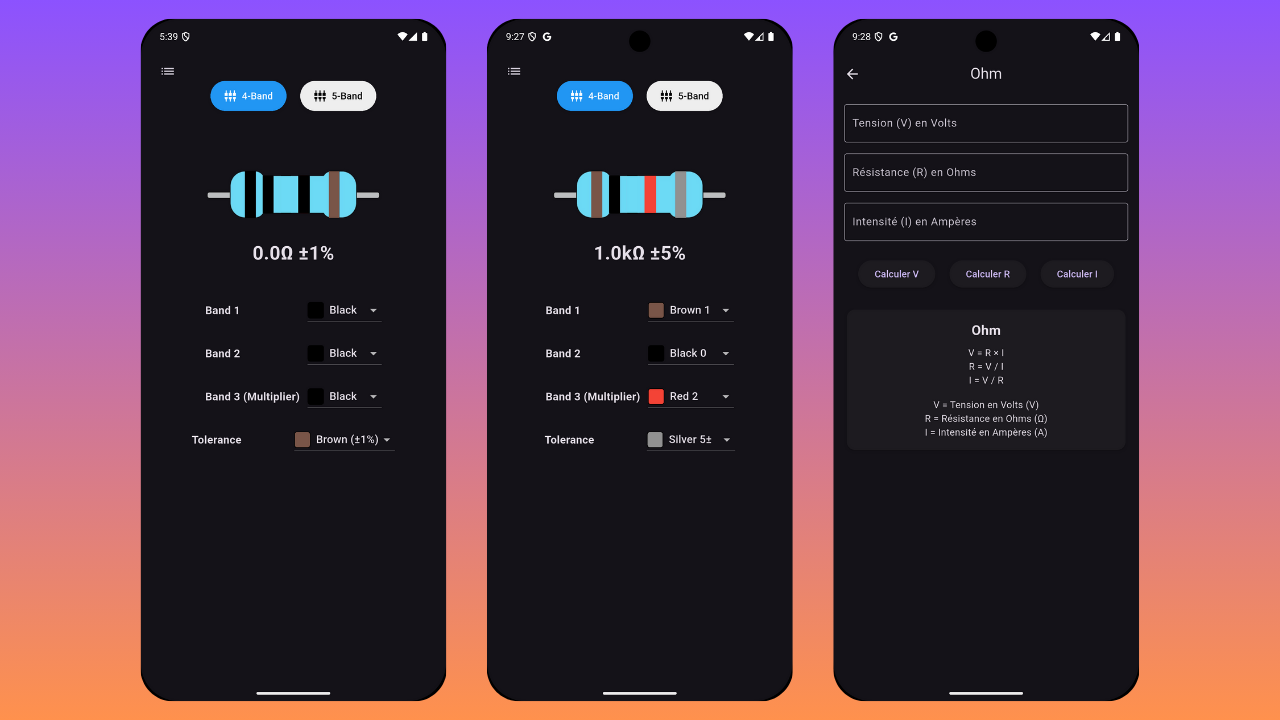 5:39
4-Band
5-Band
0.0Ω ±1%
Band 1
Black
Band 2
Black
Band 3 (Multiplier)
Black
Tolerance
Brown (±1%)
9:27 G
4-Band
5-Band
1.0kΩ ±5%
Band 1
Brown 1
Band 2
Black 0
Band 3 (Multiplier)
Red 2
Tolerance
Silver 5±
9:28 G
Ohm
Tension (V) en Volts
Résistance (R) en Ohms
Intensité (I) en Ampères
Calculer V
Calculer R
Calculer I
Ohm
V = R × I
R = V / I
I = V / R
V = Tension en Volts (V)
R = Résistance en Ohms (Ω)
I = Intensité en Ampères (A)